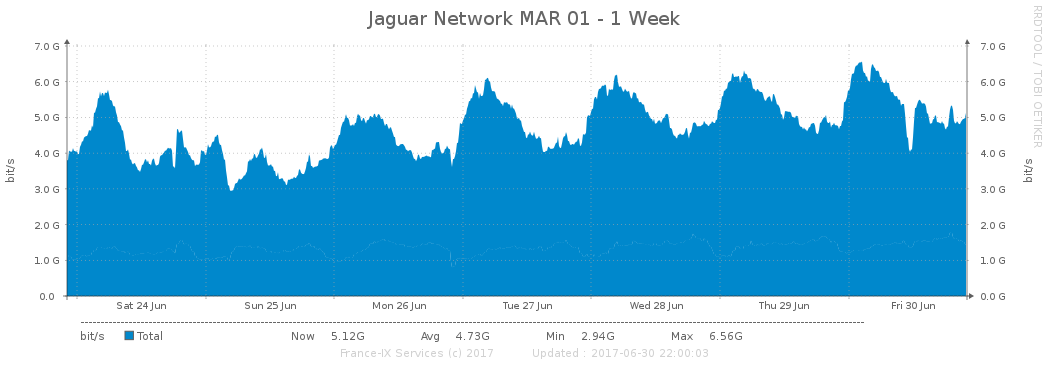 Jaguar Network MAR 01 - 1 Week
RRDTOOL / TOBI OETIKER
7.0 G 7.0 G
6.0 G 6.0 G
5.0 G 5.0 G
4.0 G 4.0 G
3.0 G 3.0 G
2.0 G 2.0 G
1.0 G 1.0 G
0.0 0.0 G
bit/s bit/s
Sat 24 Jun Sun 25 Jun Mon 26 Jun Tue 27 Jun Wed 28 Jun Thu 29 Jun Fri 30 Jun
bit/s Total Now 5.12G Avg 4.73G Min 2.94G Max 6.56G
France-IX Services (c) 2017 Updated : 2017-06-30 22:00:03